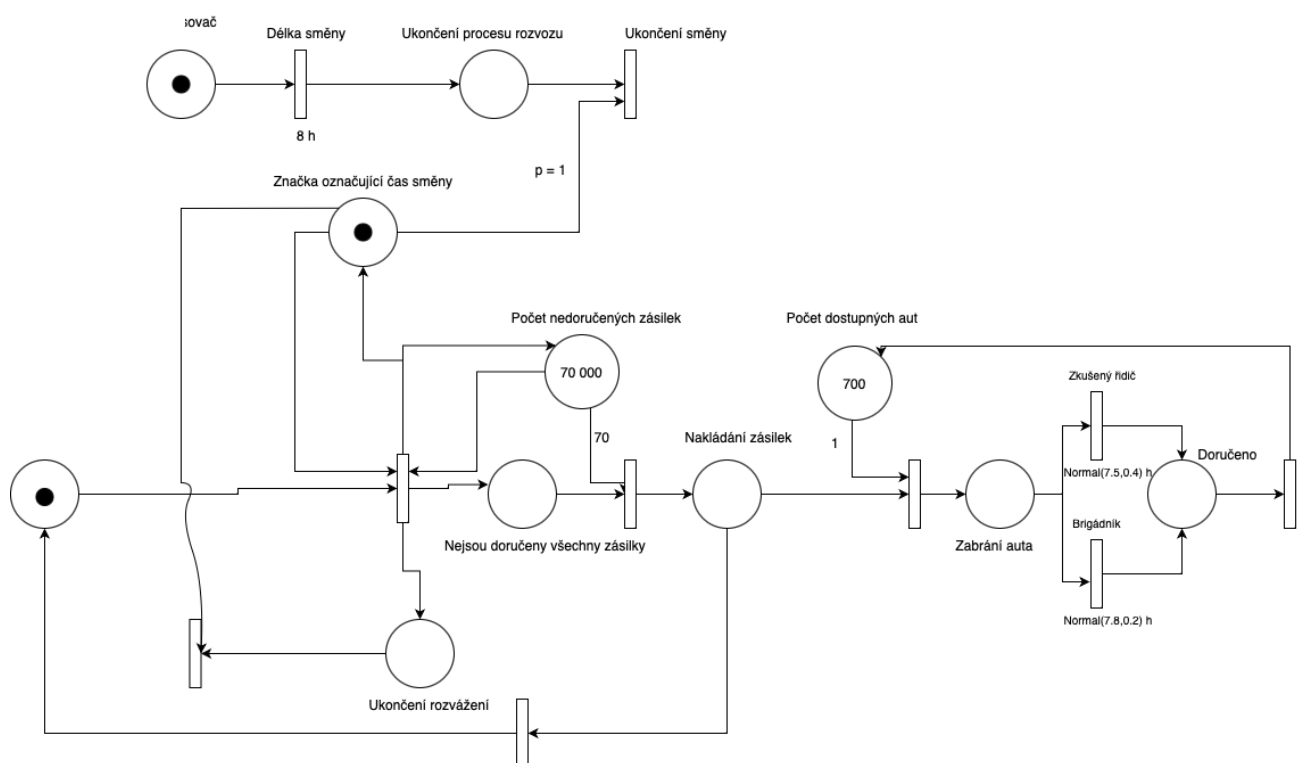 Délka směny
Ukončení procesu rozvozu
Ukončení směny
8 h
p = 1
Značka označující čas směny
Počet nedoručených zásilek
Počet dostupných aut
70 000
700
Zkušený řidič
70
Nakládání zásilek
1
Doručeno
Normal(7.5,0.4) h
Brigádník
Nejsou doručeny všechny zásilky
Zabrání auta
Normal(7.8,0.2) h
Ukončení rozvážení